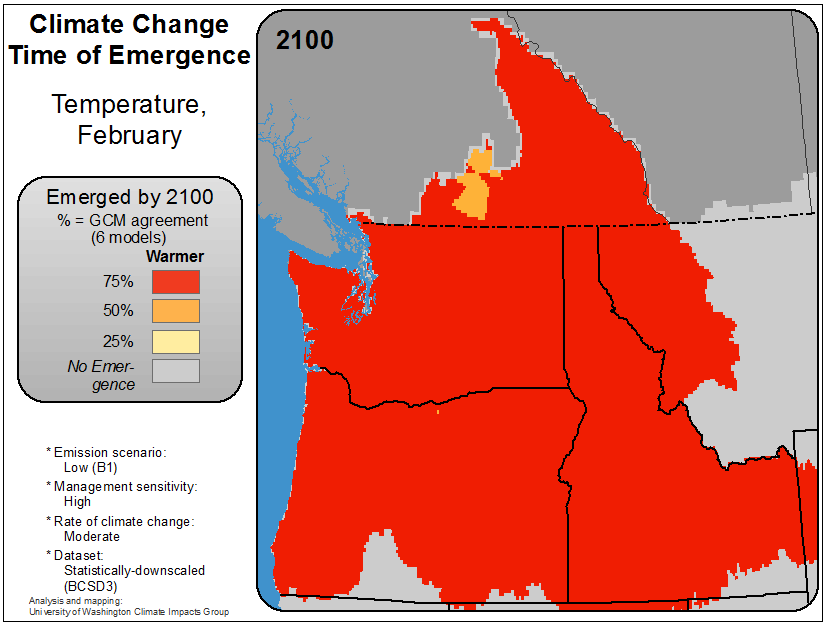 Climate Change
Time of Emergence
Temperature,
February
Emerged by 2100
% = GCM agreement
(6 models)
Warmer
75%
50%
25%
No Emer-
gence
* Emission scenario:
Low (B1)
* Management sensitivity:
High
* Rate of climate change:
Moderate
* Dataset:
Statistically-downscaled
(BCSD3)
Analysis and mapping:
University of Washington Climate Impacts Group
2100